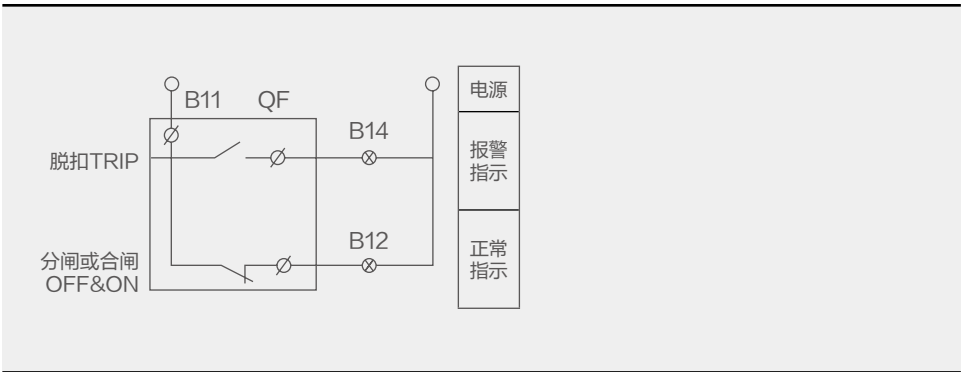 电源
B11
QF
B14
脱扣TRIP
报警
指示
B12
分闸或合闸
OFF&ON
正常
指示